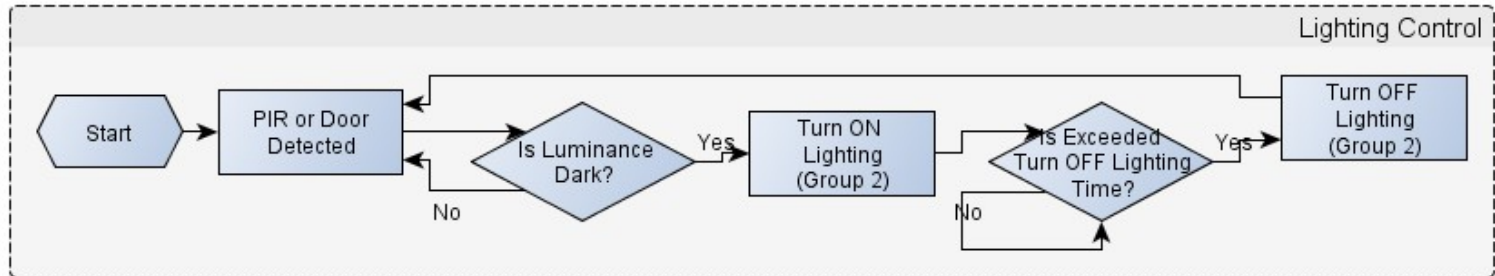 Lighting Control
Start
PIR or Door
Detected
Is Luminance
Dark?
Yes
No
Turn ON
Lighting
(Group 2)
Is Exceeded
Turn OFF Lighting
Time?
Yes
No
Turn OFF
Lighting
(Group 2)